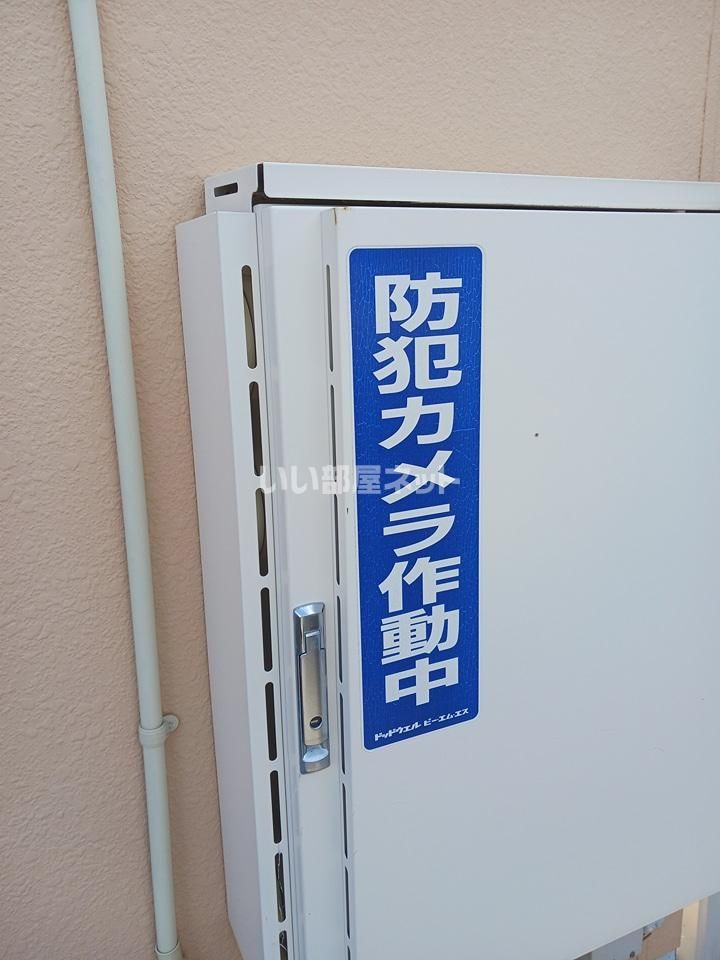 防犯カメラ作動中
ドッドウエル ビー・エム・エス
いい部屋ネット